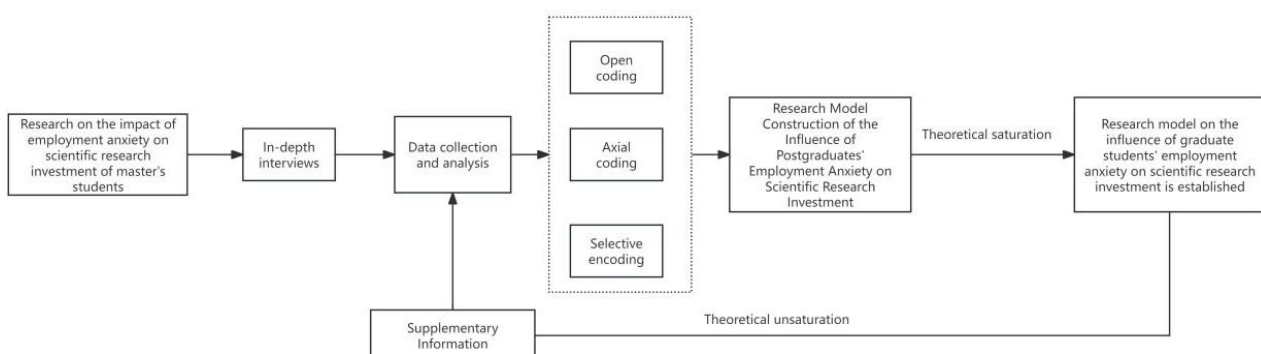 Research on the impact of
employment anxiety on
scientific research
investment of master's
students
In-depth
interviews
Data collection
and analysis
Open
coding
Axial
coding
Selective
encoding
Research Model
Construction of the
Influence of
Postgraduates'
Employment Anxiety on
Scientific Research
Investment
Theoretical saturation
Research model on the
influence of graduate
students' employment
anxiety on scientific research
investment is established
Theoretical unsaturation
Supplementary
Information